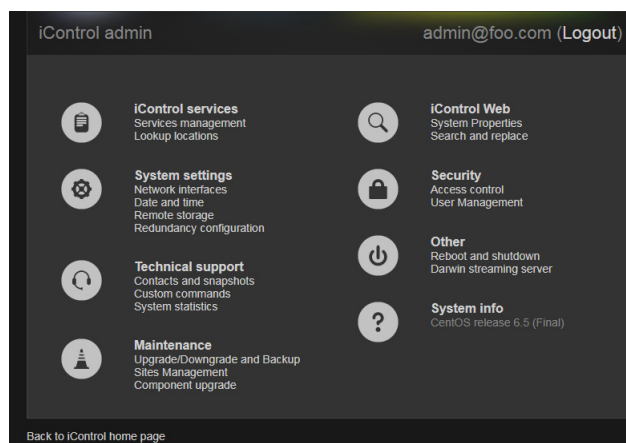 iControl admin
admin@foo.com (Logout)
iControl services
Services management
Lookup locations
System settings
Network interfaces
Date and time
Remote storage
Redundancy configuration
Technical support
Contacts and snapshots
Custom commands
System statistics
Maintenance
Upgrade/Downgrade and Backup
Sites Management
Component upgrade
iControl Web
System Properties
Search and replace
Security
Access control
User Management
Other
Reboot and shutdown
Darwin streaming server
System info
CentOS release 6.5 (Final)
Back to iControl home page